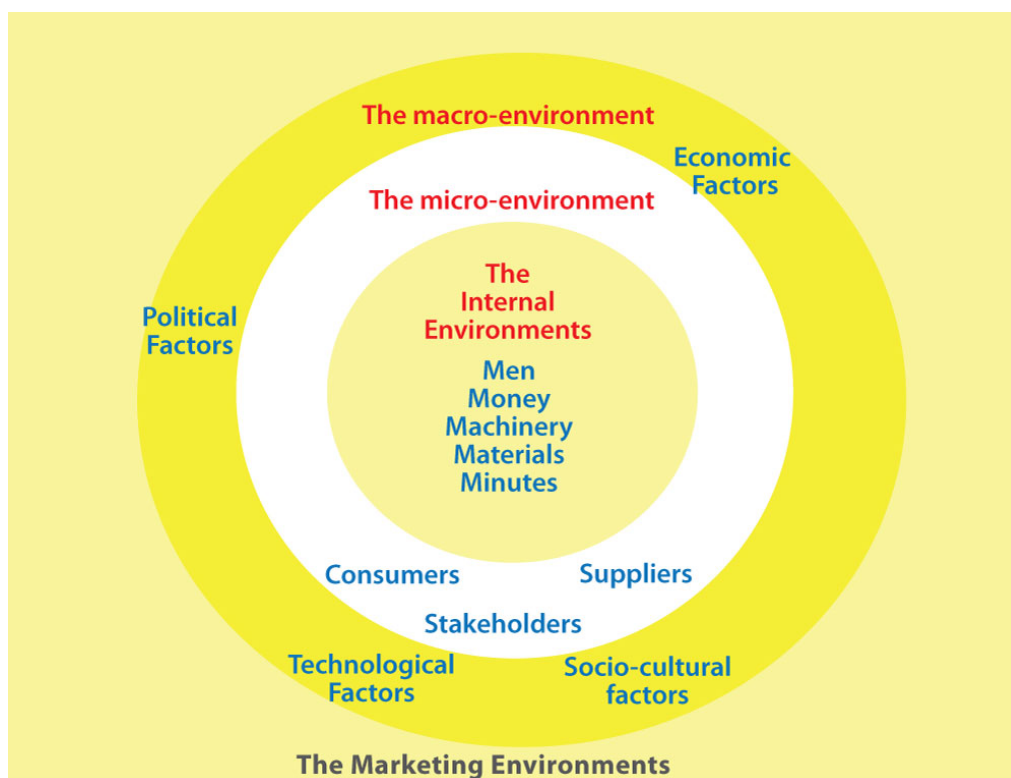 The macro-environment
Economic
Factors
The micro-environment
The
Internal
Environments
Political
Factors
Men
Money
Machinery
Materials
Minutes
Consumers
Suppliers
Stakeholders
Technological
Factors
Socio-cultural
factors
The Marketing Environments